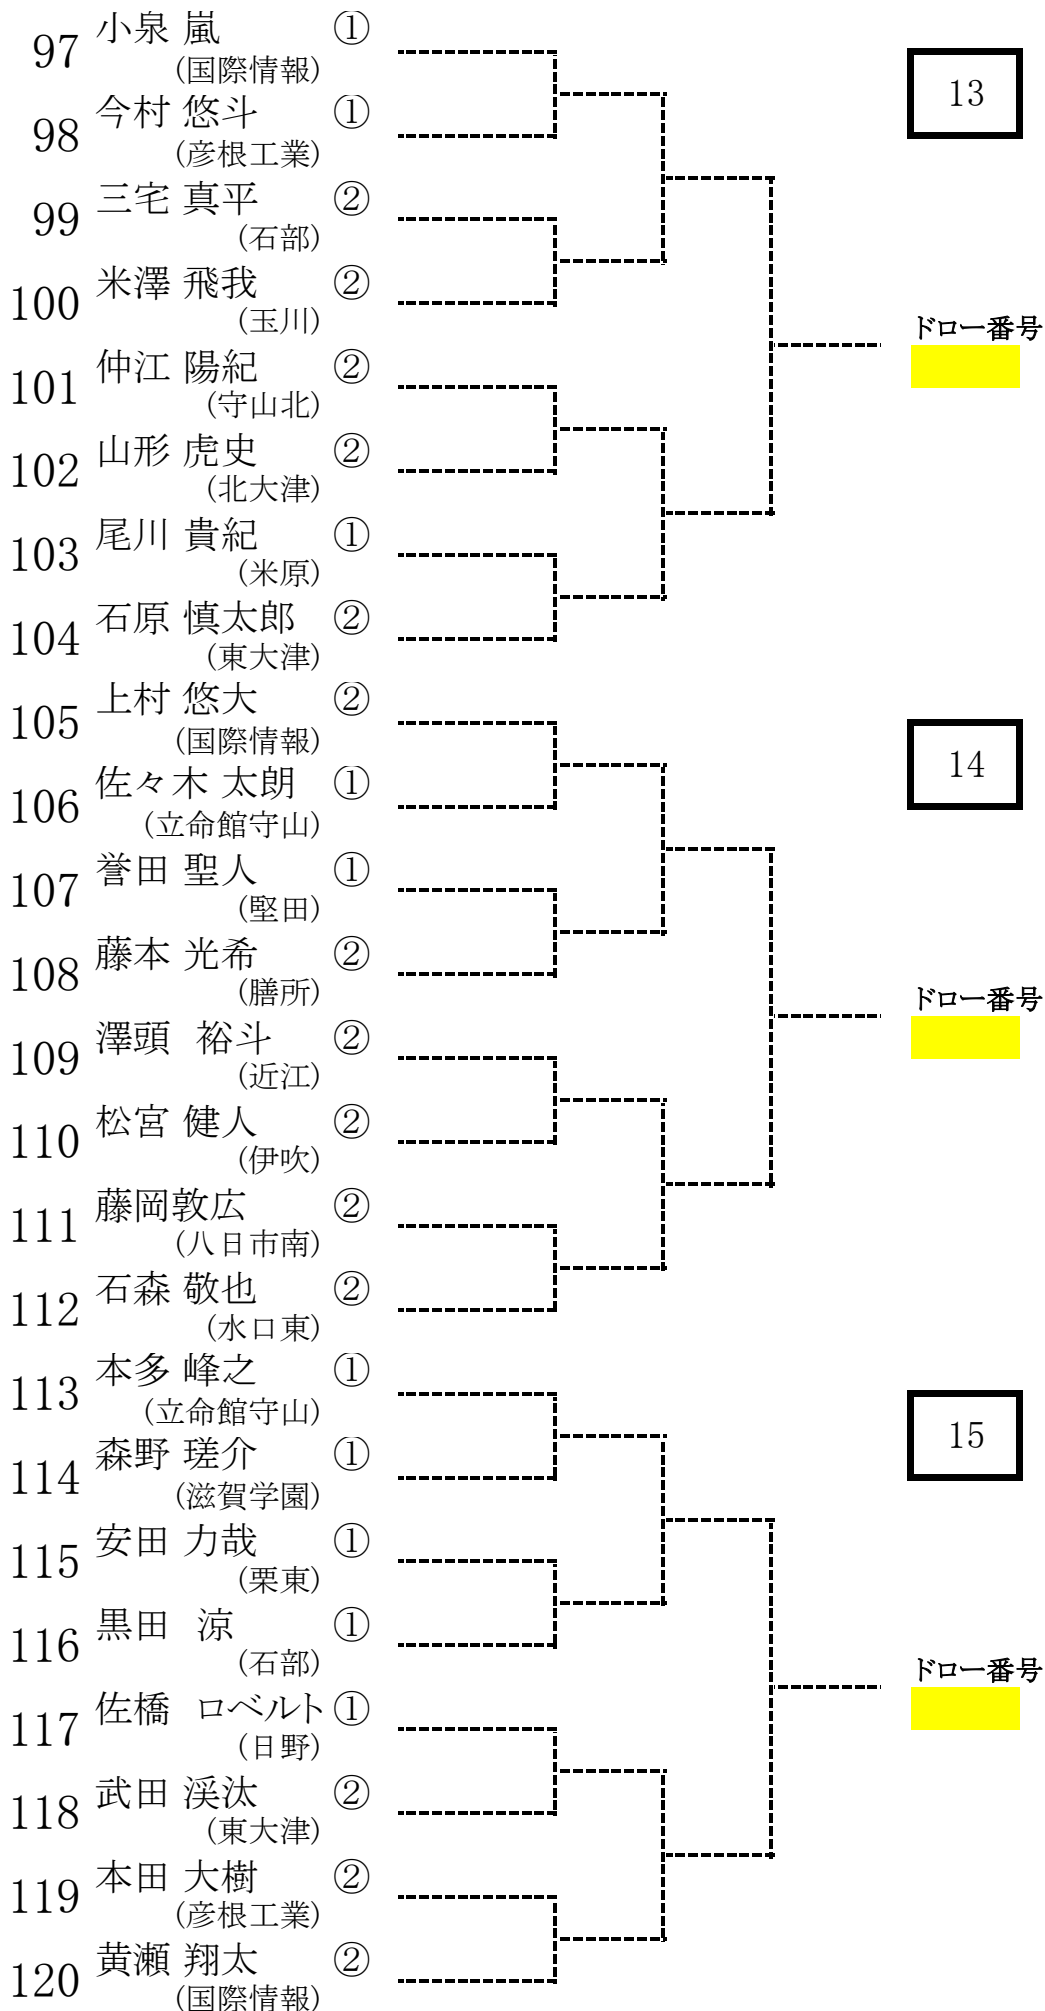 97 小泉 嵐 ①
(国際情報)
13
98 今村 悠斗 ①
(彦根工業)
99 三宅 真平 ②
(石部)
100 米澤 飛我 ②
(玉川)
ドロー番号
101 仲江 陽紀 ②
(守山北)
102 山形 虎史 ②
(北大津)
103 尾川 貴紀 ①
(米原)
104 石原 慎太郎 ②
(東大津)
105 上村 悠大 ②
(国際情報)
14
106 佐々木 太朗 ①
(立命館守山)
107 誉田 聖人 ①
(堅田)
108 藤本 光希 ②
(膳所)
ドロー番号
109 澤頭 裕斗 ②
(近江)
110 松宮 健人 ②
(伊吹)
111 藤岡敦広 ②
(八日市南)
112 石森 敬也 ②
(水口東)
113 本多 峰之 ①
(立命館守山)
15
114 森野 瑳介 ①
(滋賀学園)
115 安田 力哉 ①
(栗東)
116 黒田 涼 ①
(石部)
ドロー番号
117 佐橋 ロベルト ①
(日野)
118 武田 渓汰 ②
(東大津)
119 本田 大樹 ②
(彦根工業)
120 黄瀬 翔太 ②
(国際情報)